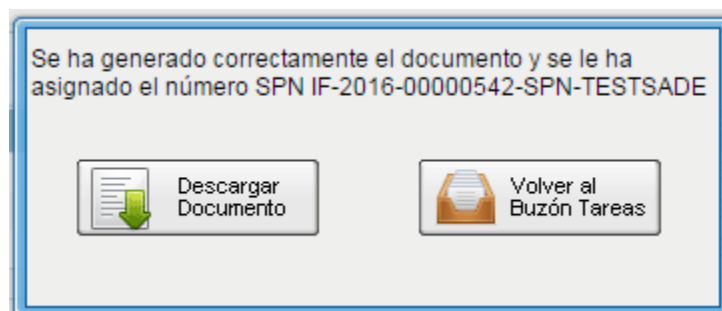 Se ha generado correctamente el documento y se le ha
asignado el número SPN IF-2016-00000542-SPN-TESTSADE
Descargar
Documento
Volver al
Buzón Tareas